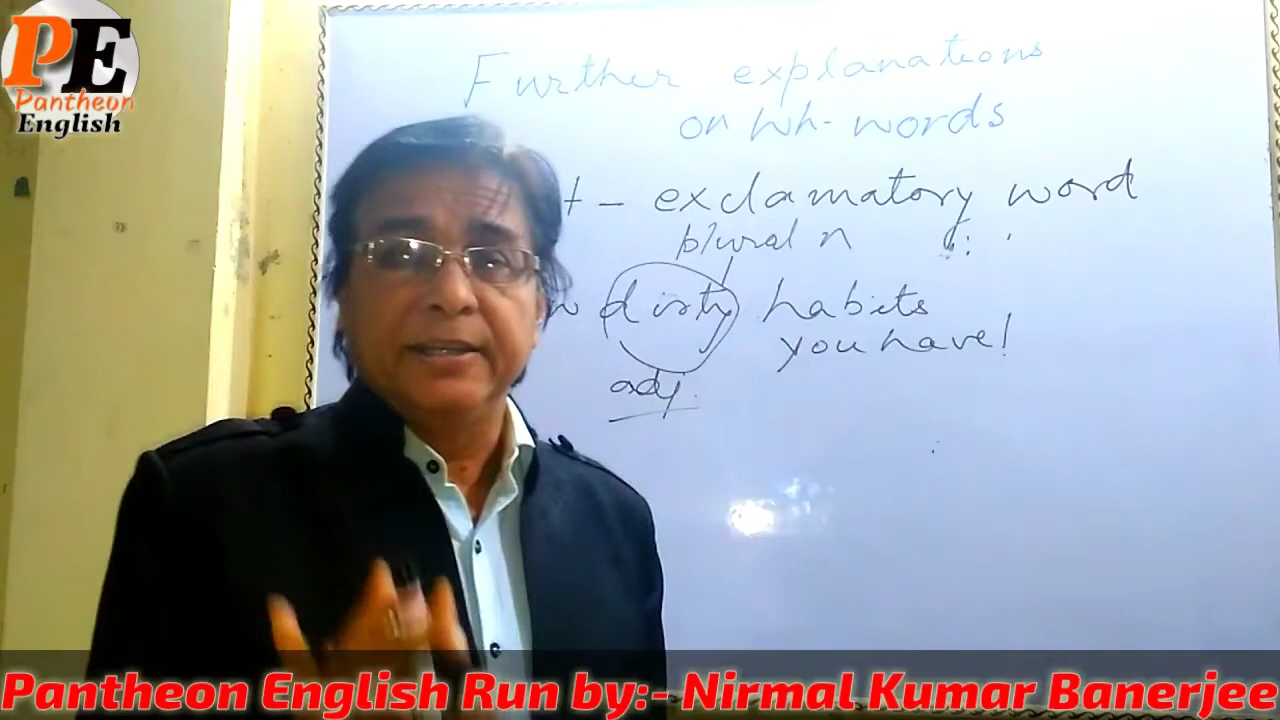 PE
Pantheon
English
Further explanations
on Wh- words
t – exclamatory word
plural n
w dirty habits
you have!
adj.
Pantheon English Run by:- Nirmal Kumar Banerjee